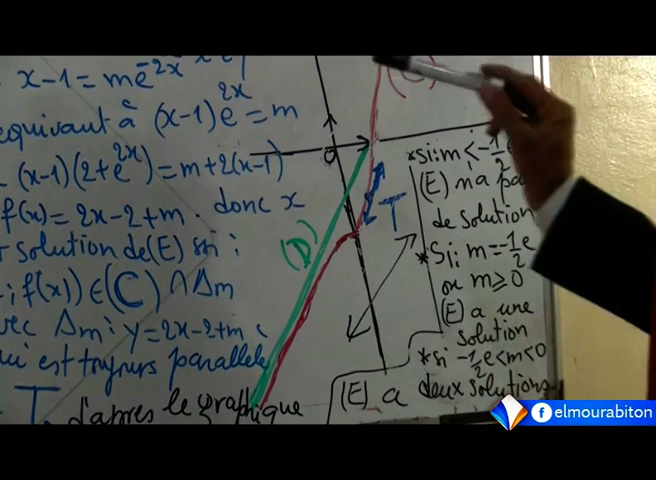 x-1=me^-2x
equivaut à (x-1)e^2x=m
(x-1)(2+e^2x)=m+2(x-1)
f(x)=2x-2+m. donc x
solution de (E) ssi:
f(x)) ∈ (C) ∩ Δm
avec Δm: y=2x-2+m
qui est toujours parallèle
T. d'après le graphique
O
(D)
T
(C)
* si: m < -1/2 e
(E) n'a pas
de solution
* Si: m = -1/2 e
ou m ≥ 0
(E) a une
solution
* si -1/2 e < m < 0
(E) a deux solutions
elmourabiton